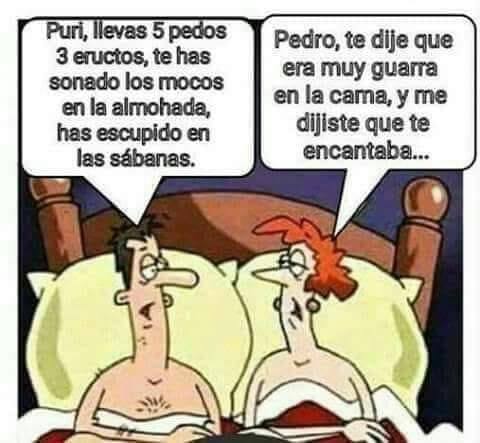 Puri, llevas 5 pedos
3 eructos, te has
sonado los mocos
en la almohada,
has escupido en
las sábanas.
Pedro, te dije que
era muy guarra
en la cama, y me
dijiste que te
encantaba...